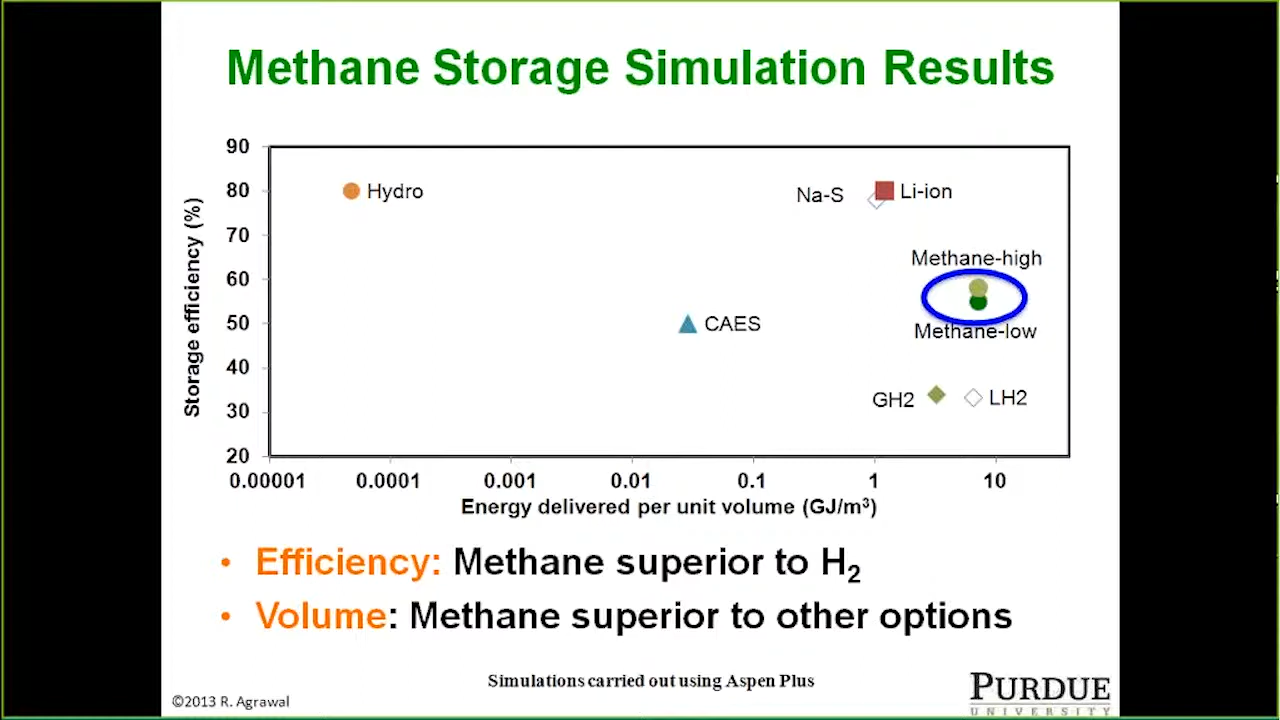 Methane Storage Simulation Results
90
80
70
60
50
40
30
20
Storage efficiency (%)
Hydro
Na-S
Li-ion
Methane-high
CAES
Methane-low
GH2
LH2
0.00001
0.0001
0.001
0.01
0.1
1
10
Energy delivered per unit volume (GJ/m³)
• Efficiency: Methane superior to H₂
• Volume: Methane superior to other options
Simulations carried out using Aspen Plus
©2013 R. Agrawal
PURDUE
UNIVERSITY